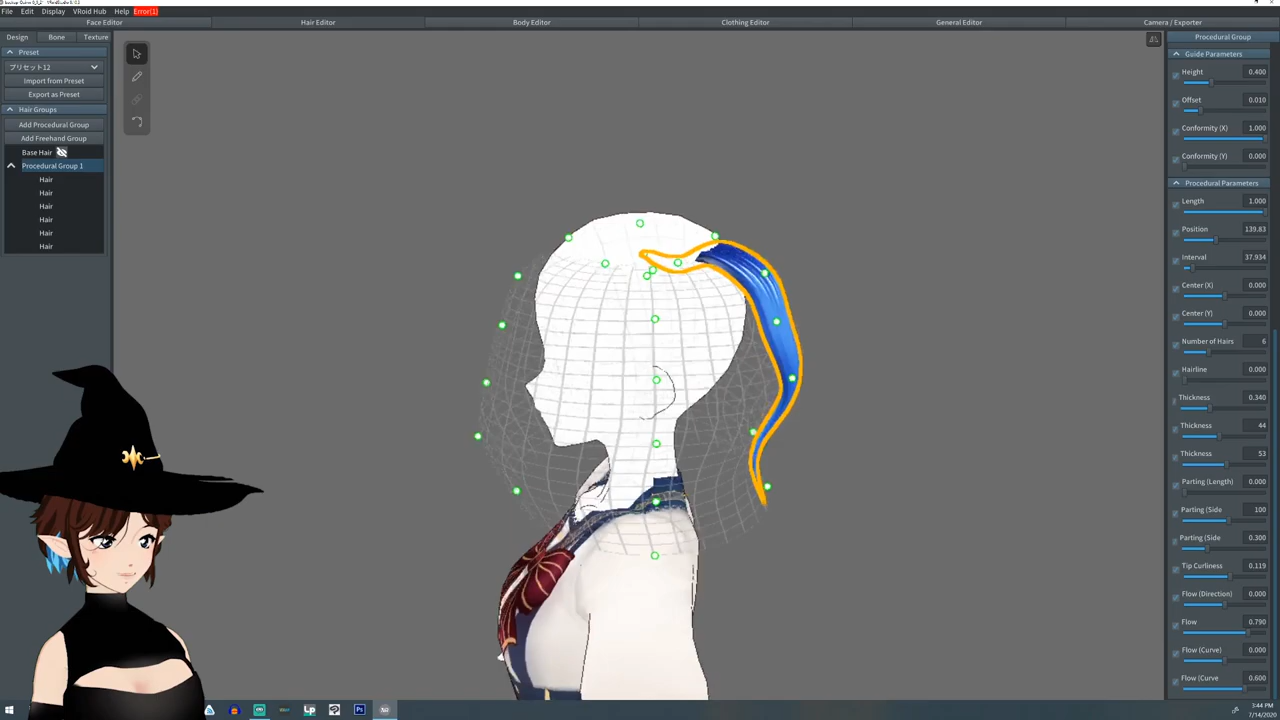 File Edit Display VRoid Hub Help Error(1)
Face Editor Hair Editor Body Editor Clothing Editor General Editor Camera / Exporter
Design Bone Texture
Preset
プリセット12
Import from Preset
Export as Preset
Hair Groups
Add Procedural Group
Add Freehand Group
Base Hair
Procedural Group 1
Hair
Hair
Hair
Hair
Hair
Hair
Procedural Group
Guide Parameters
Height 0.400
Offset 0.010
Conformity (X) 1.000
Conformity (Y) 0.000
Procedural Parameters
Length 1.000
Position 139.83
Interval 37.934
Center (X) 0.000
Center (Y) 0.000
Number of Hairs 6
Hairline 0.000
Thickness 0.340
Thickness 44
Thickness 53
Parting (Length) 0.000
Parting (Side 100
Parting (Side 0.300
Tip Curliness 0.119
Flow (Direction) 0.000
Flow 0.790
Flow (Curve) 0.000
Flow (Curve 0.600
Lp
Ps
3:44 PM
7/14/2020